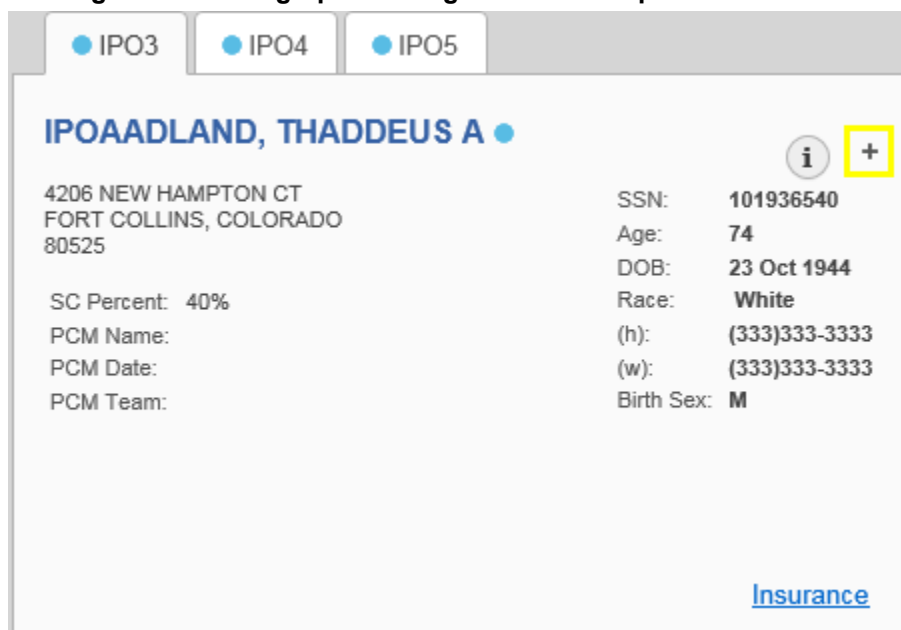 IPO3 IPO4 IPO5
IPOAADLAND, THADDEUS A
i +
4206 NEW HAMPTON CT
FORT COLLINS, COLORADO
80525
SC Percent: 40%
PCM Name:
PCM Date:
PCM Team:
SSN: 101936540
Age: 74
DOB: 23 Oct 1944
Race: White
(h): (333)333-3333
(w): (333)333-3333
Birth Sex: M
Insurance